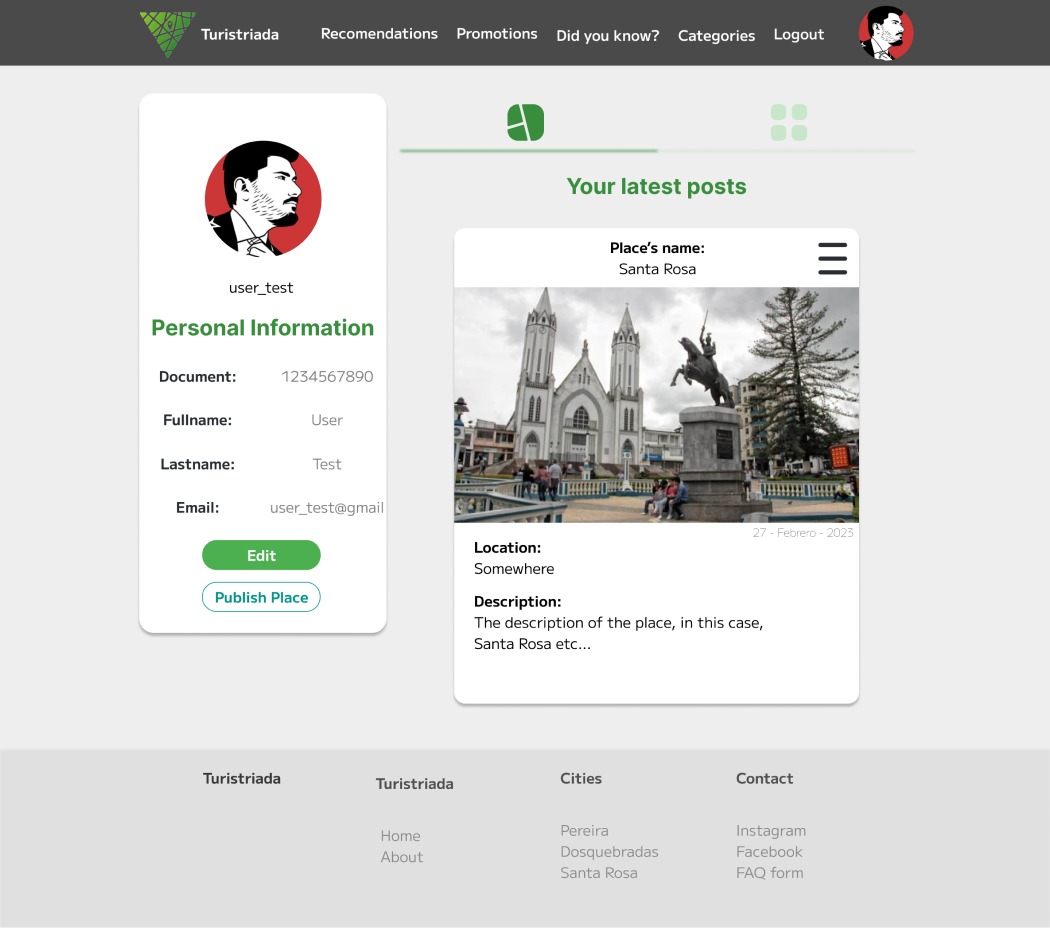 Turistriada
Recomendations
Promotions
Did you know?
Categories
Logout
user_test
Personal Information
Document: 1234567890
Fullname: User
Lastname: Test
Email: user_test@gmail
Edit
Publish Place
Your latest posts
Place’s name:
Santa Rosa
27 - Febrero - 2023
Location:
Somewhere
Description:
The description of the place, in this case,
Santa Rosa etc...
Turistriada
Turistriada
Home
About
Cities
Pereira
Dosquebradas
Santa Rosa
Contact
Instagram
Facebook
FAQ form